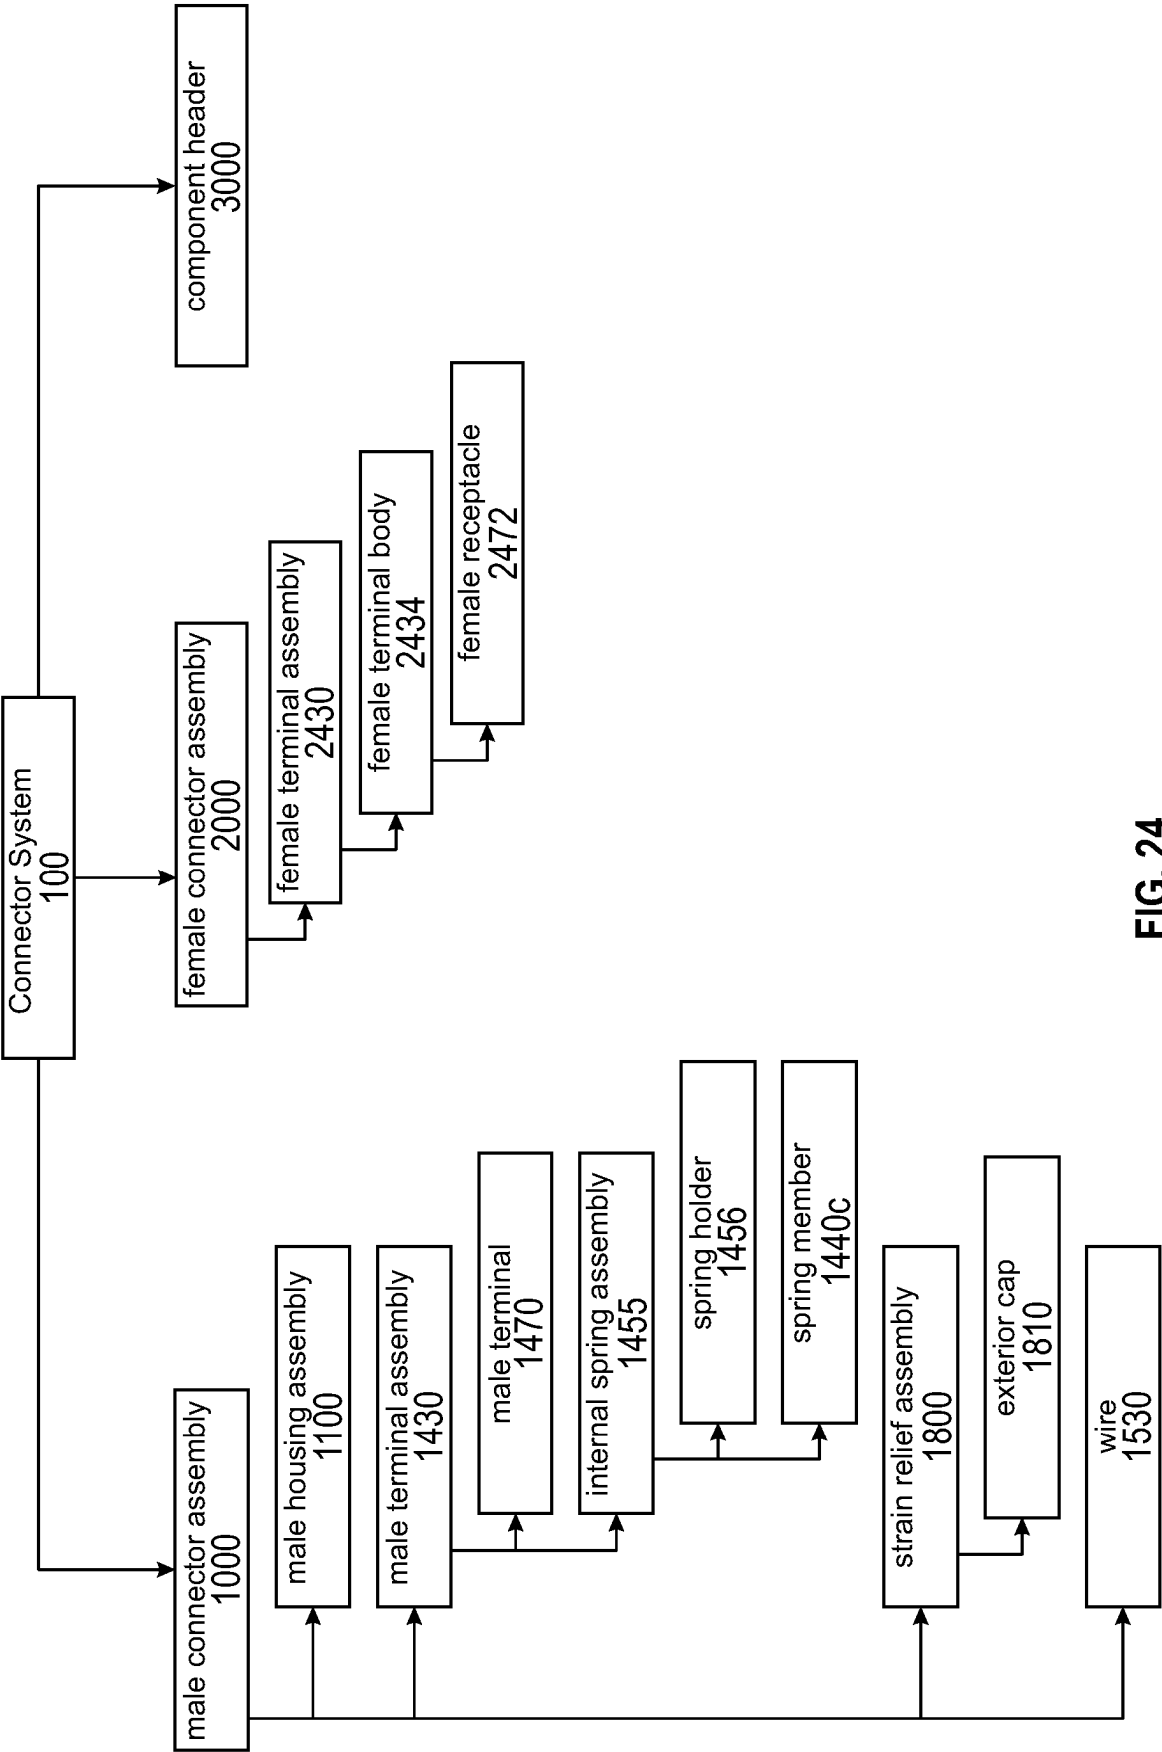 Connector System
100
male connector assembly
1000
male housing assembly
1100
male terminal assembly
1430
male terminal
1470
internal spring assembly
1455
spring holder
1456
spring member
1440c
strain relief assembly
1800
exterior cap
1810
wire
1530
female connector assembly
2000
female terminal assembly
2430
female terminal body
2434
female receptacle
2472
component header
3000
FIG. 24